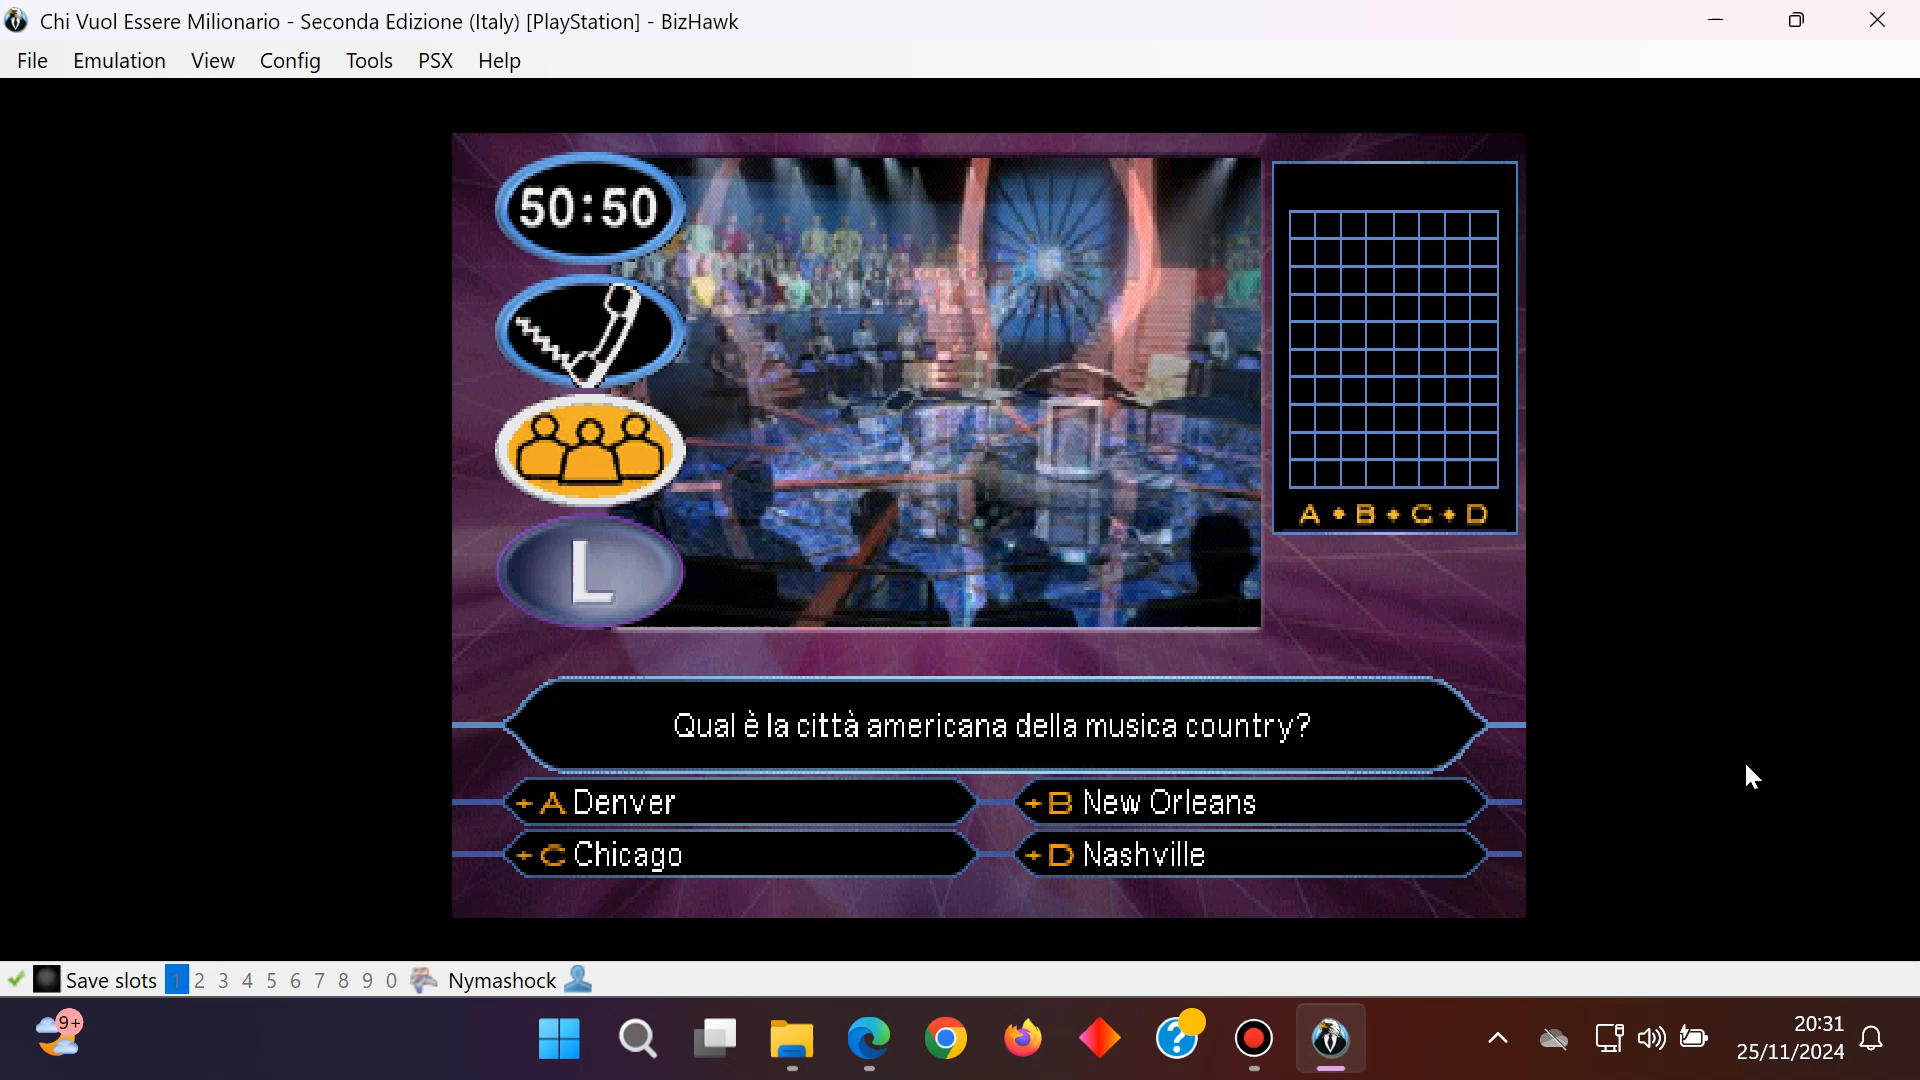 Chi Vuol Essere Milionario - Seconda Edizione (Italy) [PlayStation] - BizHawk
File Emulation View Config Tools PSX Help
50:50
L
A + B + C + D
Qual è la città americana della musica country?
+ A Denver
+ B New Orleans
+ C Chicago
+ D Nashville
Save slots 1 2 3 4 5 6 7 8 9 0 Nymashock
9+
20:31
25/11/2024